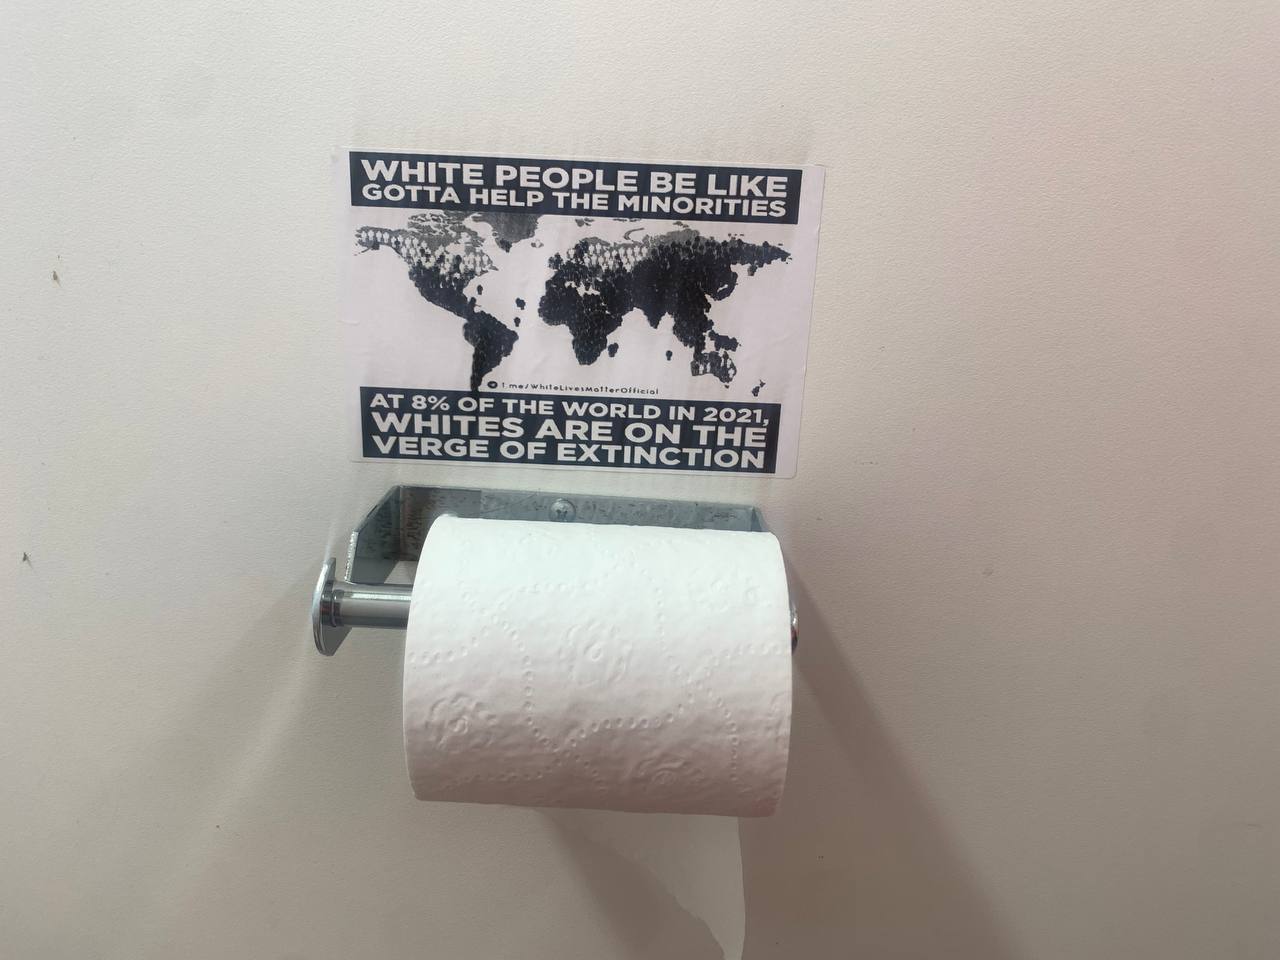 WHITE PEOPLE BE LIKE
GOTTA HELP THE MINORITIES
t.me/WhiteLivesMatterOfficial
AT 8% OF THE WORLD IN 2021,
WHITES ARE ON THE
VERGE OF EXTINCTION